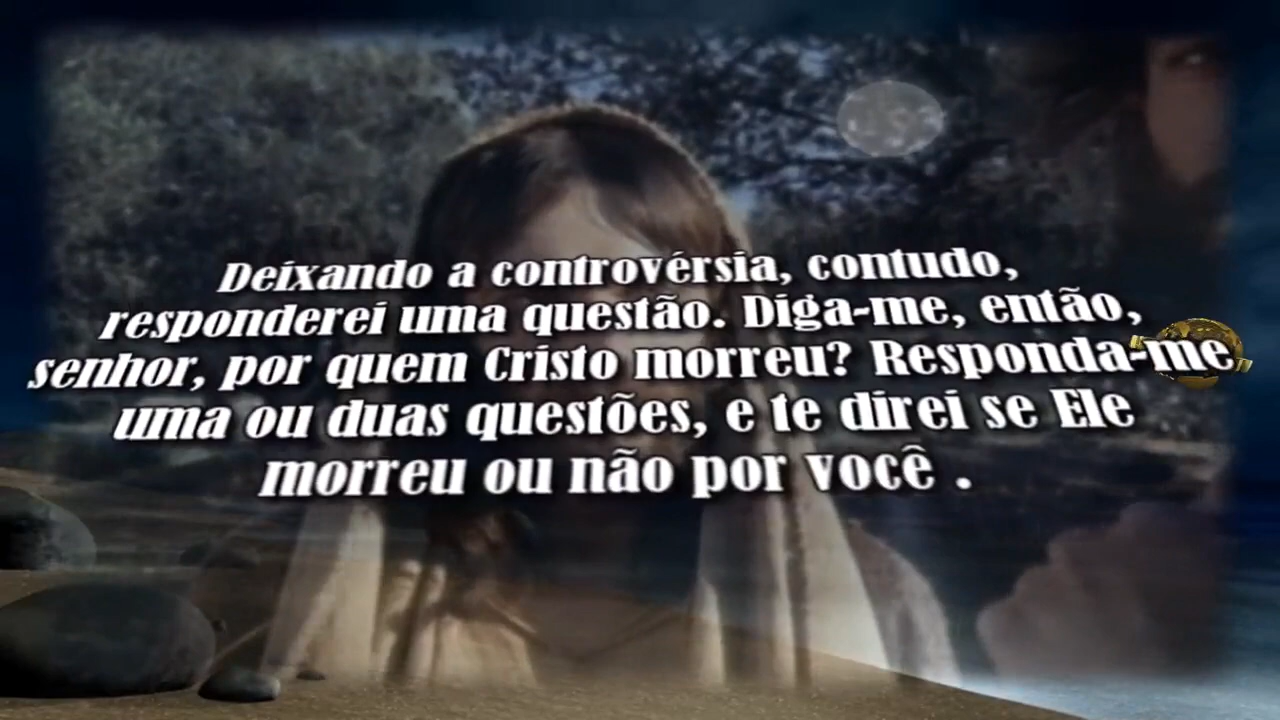 Deixando a controvérsia, contudo,
responderei uma questão. Diga-me, então,
senhor, por quem Cristo morreu? Responda-me
uma ou duas questões, e te direi se Ele
morreu ou não por você .